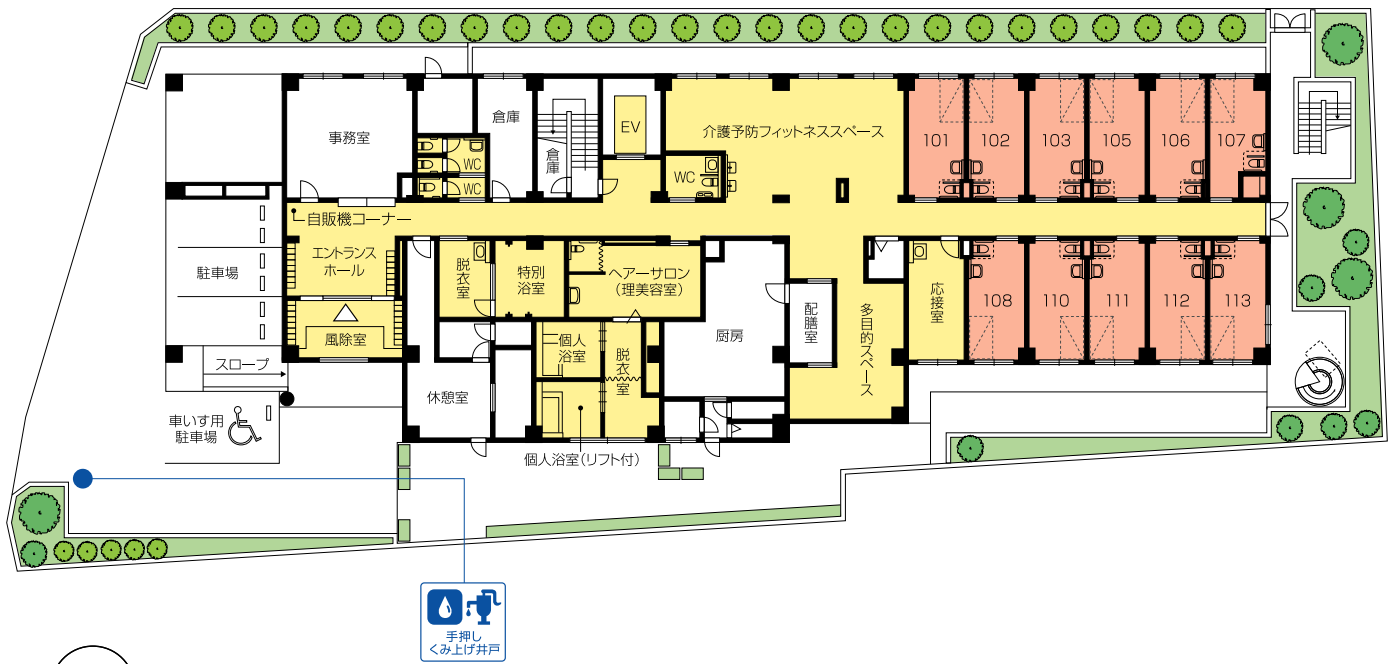 事務室
倉庫
倉庫
EV
介護予防フィットネススペース
101
102
103
105
106
107
WC
WC
WC
自販機コーナー
エントランス
ホール
駐車場
脱衣室
特別
浴室
ヘアーサロン
(理美容室)
応接室
108
110
111
112
113
風除室
個人
浴室
脱衣室
厨房
配膳室
多目的スペース
スロープ
休憩室
車いす用
駐車場
個人浴室(リフト付)
手押し
くみ上げ井戸